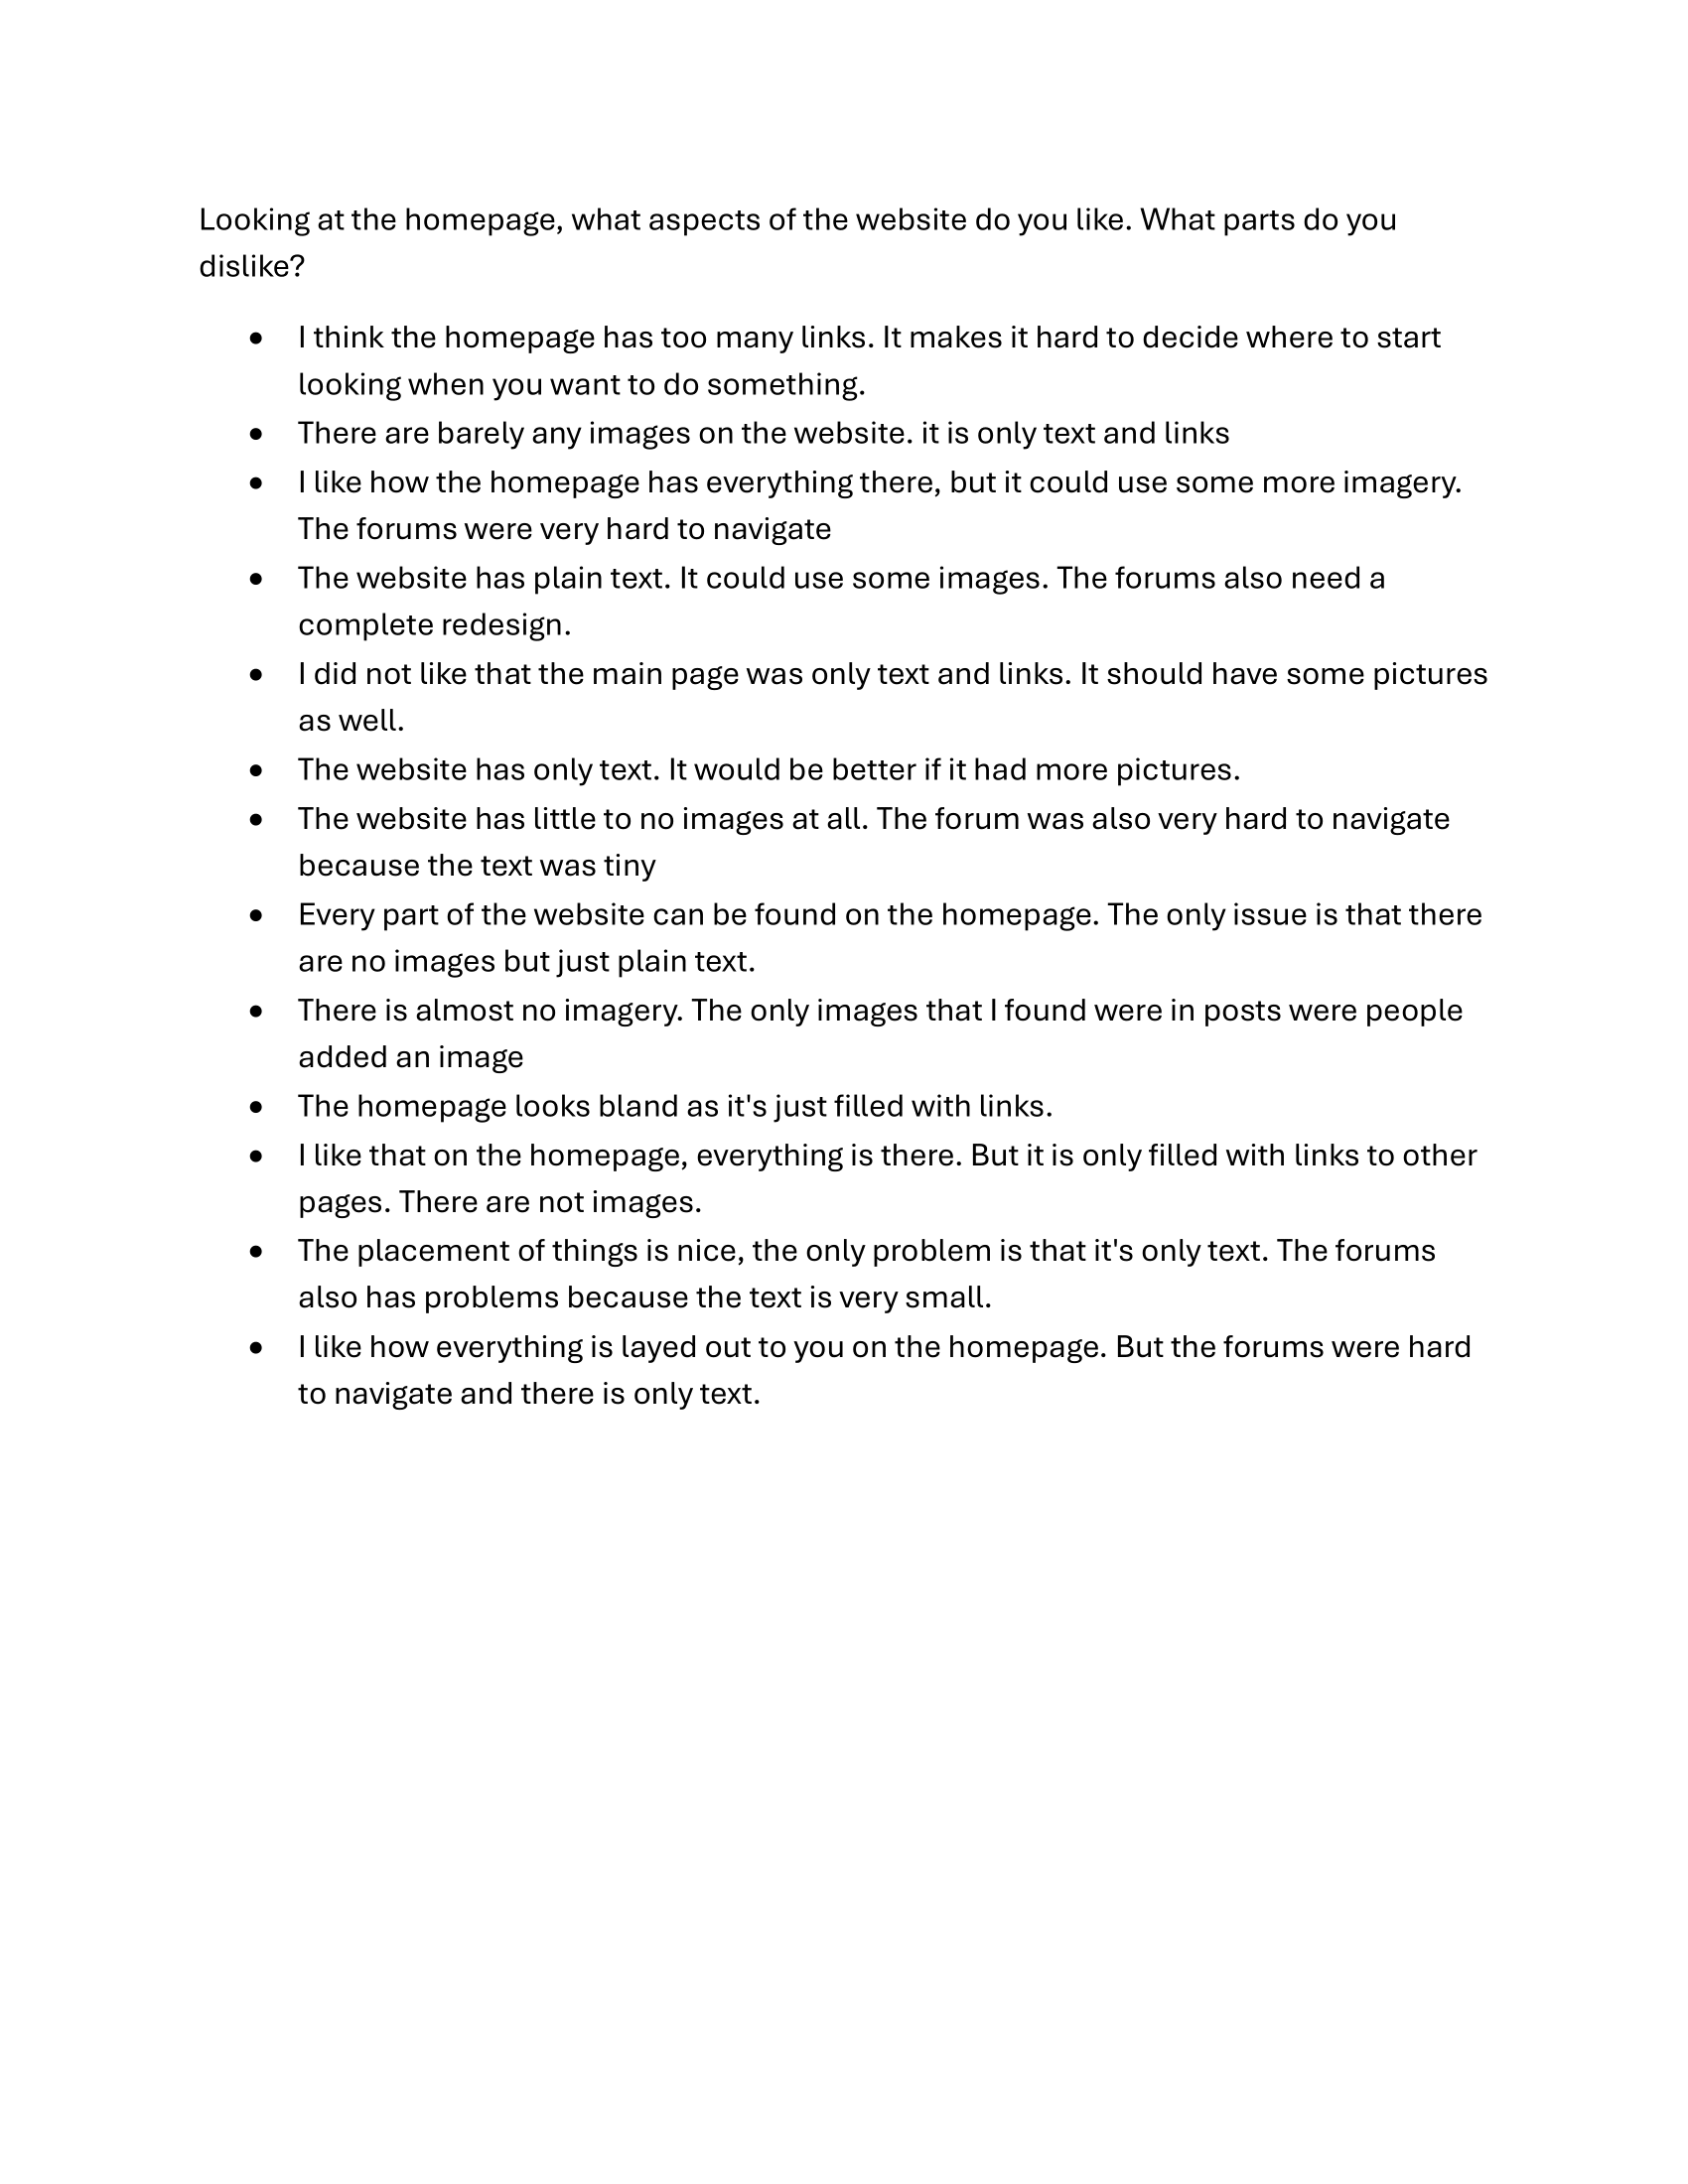 Looking at the homepage, what aspects of the website do you like. What parts do you
dislike?
• I think the homepage has too many links. It makes it hard to decide where to start
looking when you want to do something.
• There are barely any images on the website. it is only text and links
• I like how the homepage has everything there, but it could use some more imagery.
The forums were very hard to navigate
• The website has plain text. It could use some images. The forums also need a
complete redesign.
• I did not like that the main page was only text and links. It should have some pictures
as well.
• The website has only text. It would be better if it had more pictures.
• The website has little to no images at all. The forum was also very hard to navigate
because the text was tiny
• Every part of the website can be found on the homepage. The only issue is that there
are no images but just plain text.
• There is almost no imagery. The only images that I found were in posts were people
added an image
• The homepage looks bland as it's just filled with links.
• I like that on the homepage, everything is there. But it is only filled with links to other
pages. There are not images.
• The placement of things is nice, the only problem is that it's only text. The forums
also has problems because the text is very small.
• I like how everything is layed out to you on the homepage. But the forums were hard
to navigate and there is only text.